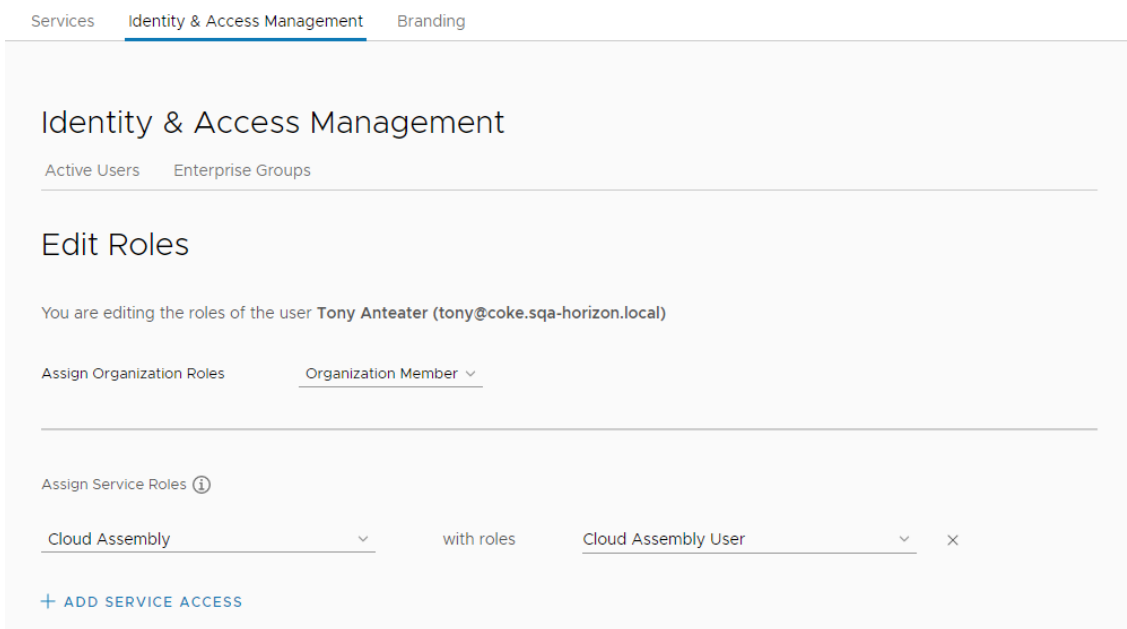 Services Identity & Access Management Branding
Identity & Access Management
Active Users Enterprise Groups
Edit Roles
You are editing the roles of the user Tony Anteater (tony@coke.sqa-horizon.local)
Assign Organization Roles Organization Member
Assign Service Roles
Cloud Assembly with roles Cloud Assembly User
+ ADD SERVICE ACCESS